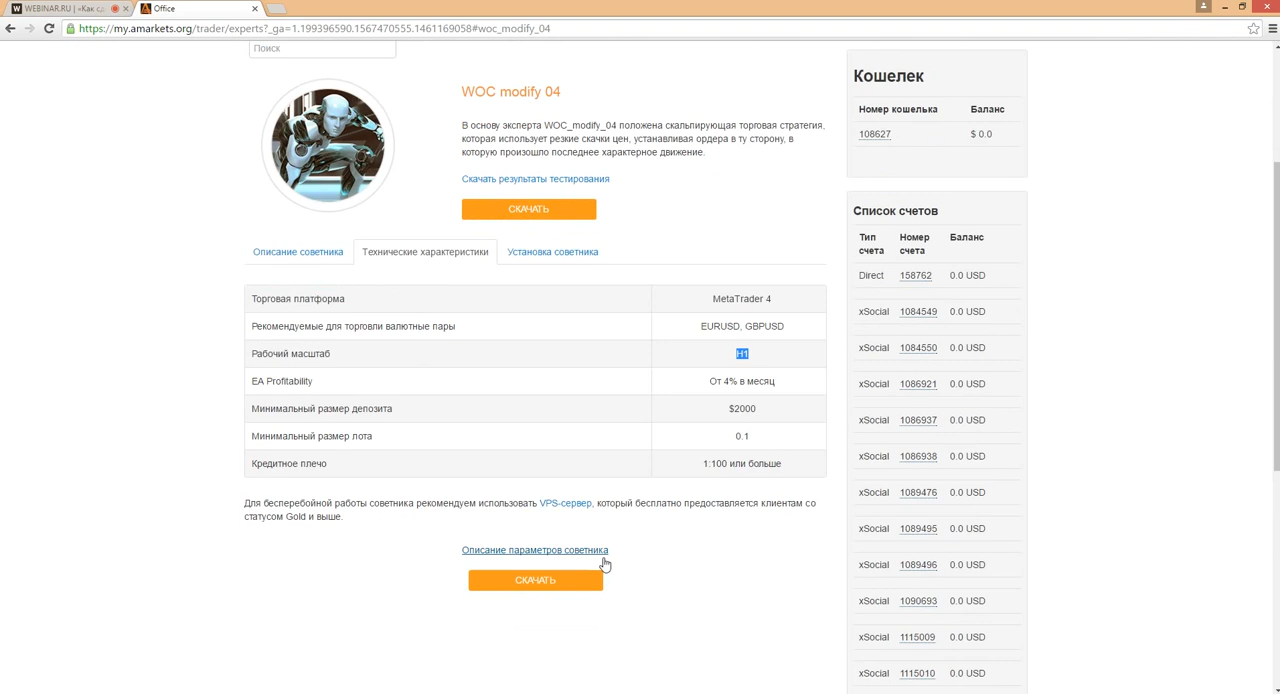 WEBINAR.RU | «Как сд
Office
https://my.amarkets.org/trader/experts?_ga=1.199396590.1567470555.1461169058#woc_modify_04
Поиск
WOC modify 04
В основу эксперта WOC_modify_04 положена скальпирующая торговая стратегия,
которая использует резкие скачки цен, устанавливая ордера в ту сторону, в
которую произошло последнее характерное движение.
Скачать результаты тестирования
СКАЧАТЬ
Описание советника Технические характеристики Установка советника
Торговая платформа MetaTrader 4
Рекомендуемые для торговли валютные пары EURUSD, GBPUSD
Рабочий масштаб H1
EA Profitability От 4% в месяц
Минимальный размер депозита $2000
Минимальный размер лота 0.1
Кредитное плечо 1:100 или больше
Для бесперебойной работы советника рекомендуем использовать VPS-сервер, который бесплатно предоставляется клиентам со
статусом Gold и выше.
Описание параметров советника
СКАЧАТЬ
Кошелек
Номер кошелька Баланс
108627 $ 0.0
Список счетов
Тип счета Номер счета Баланс
Direct 158762 0.0 USD
xSocial 1084549 0.0 USD
xSocial 1084550 0.0 USD
xSocial 1086921 0.0 USD
xSocial 1086937 0.0 USD
xSocial 1086938 0.0 USD
xSocial 1089476 0.0 USD
xSocial 1089495 0.0 USD
xSocial 1089496 0.0 USD
xSocial 1090693 0.0 USD
xSocial 1115009 0.0 USD
xSocial 1115010 0.0 USD